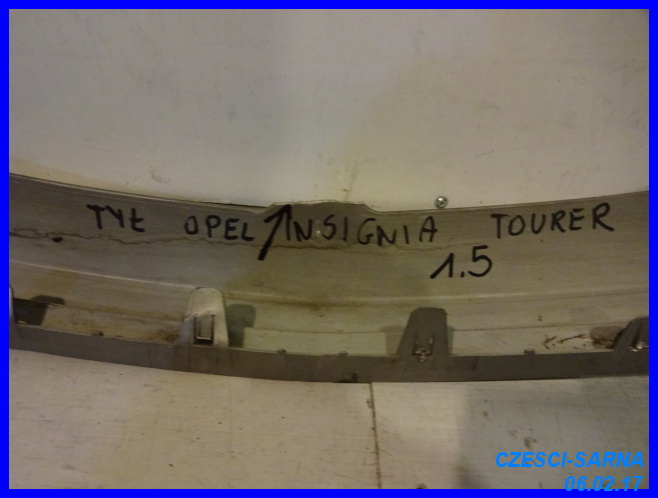 TYŁ OPEL INSIGNIA TOURER
1.5
CZESCI-SARNA
06.02.17